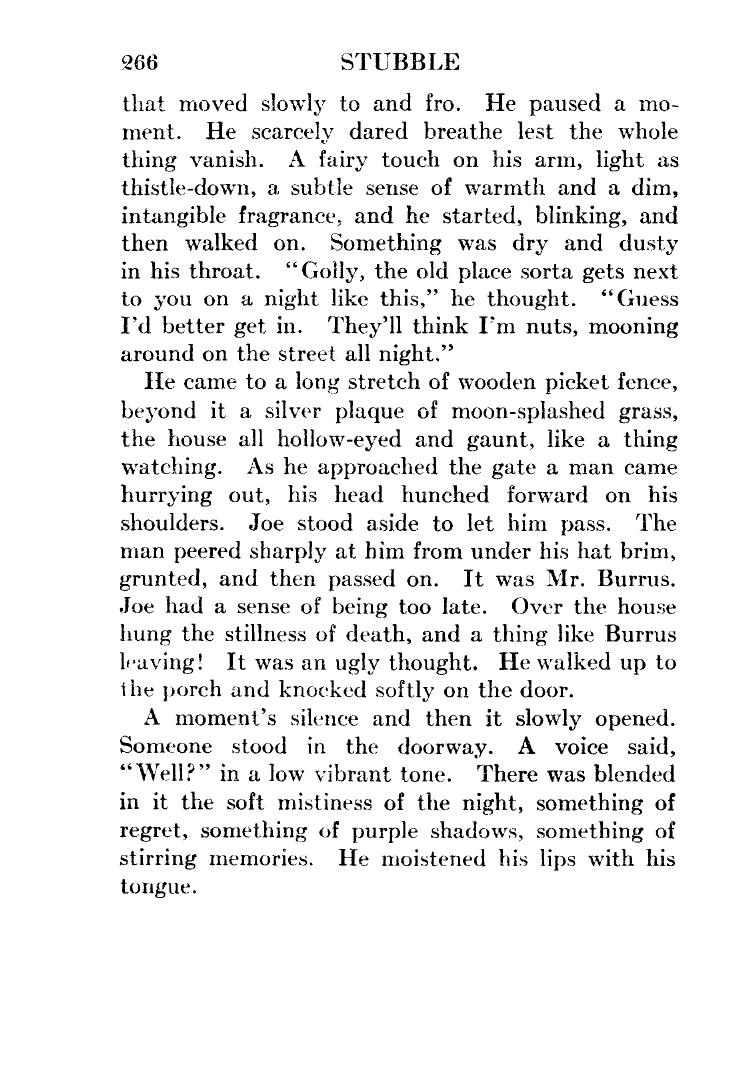 266 STUBBLE
that moved slowly to and fro. He paused a mo-
ment. He scarcely dared breathe lest the whole
thing vanish. A fairy touch on his arm, light as
thistle-down, a subtle sense of warmth and a dim,
intangible fragrance, and he started, blinking, and
then walked on. Something was dry and dusty
in his throat. “Golly, the old place sorta gets next
to you on a night like this,” he thought. “Guess
I’d better get in. They’ll think I’m nuts, mooning
around on the street all night.”
He came to a long stretch of wooden picket fence,
beyond it a silver plaque of moon-splashed grass,
the house all hollow-eyed and gaunt, like a thing
watching. As he approached the gate a man came
hurrying out, his head hunched forward on his
shoulders. Joe stood aside to let him pass. The
man peered sharply at him from under his hat brim,
grunted, and then passed on. It was Mr. Burrus.
Joe had a sense of being too late. Over the house
hung the stillness of death, and a thing like Burrus
leaving! It was an ugly thought. He walked up to
the porch and knocked softly on the door.
A moment’s silence and then it slowly opened.
Someone stood in the doorway. A voice said,
“Well?” in a low vibrant tone. There was blended
in it the soft mistiness of the night, something of
regret, something of purple shadows, something of
stirring memories. He moistened his lips with his
tongue.